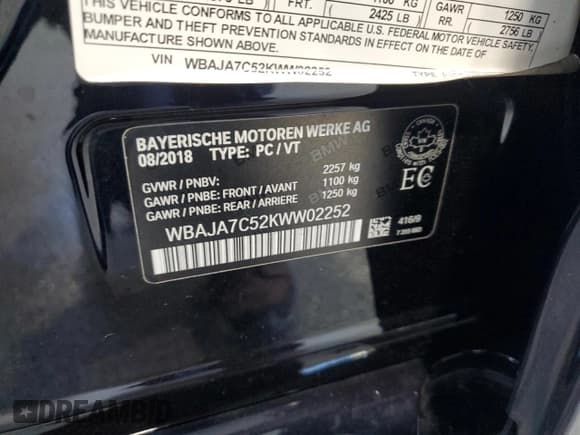 FRT.
2425 LB
GAWR
RR.
1250 KG
2756 LB
THIS VEHICLE CONFORMS TO ALL APPLICABLE U.S. FEDERAL MOTOR VEHICLE SAFETY
BUMPER AND THEFT PREVENTION STANDARDS IN EFFECT ON THE DATE OF
VIN WBAJA7C52KWW02252
BAYERISCHE MOTOREN WERKE AG
08/2018 TYPE: PC / VT
GVWR / PNBV: 2257 kg
GAWR / PNBE: FRONT / AVANT 1100 kg
GAWR / PNBE: REAR / ARRIERE 1250 kg
WBAJA7C52KWW02252
EC
416/9
BMW
DREAMBID